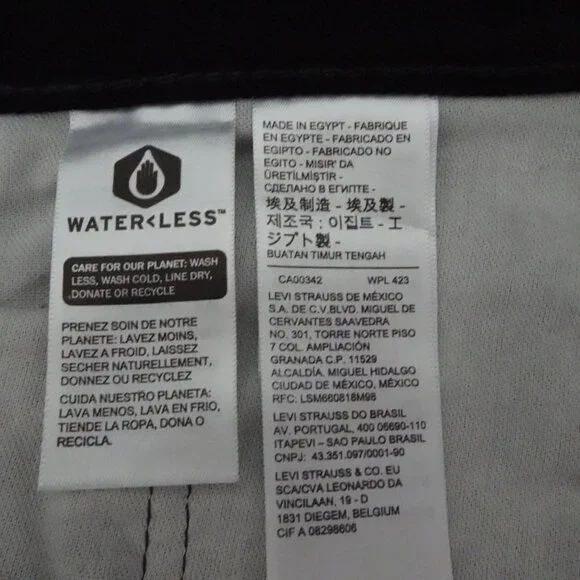 WATER<LESS™
CARE FOR OUR PLANET: WASH
LESS, WASH COLD, LINE DRY,
DONATE OR RECYCLE
PRENEZ SOIN DE NOTRE
PLANETE: LAVEZ MOINS,
LAVEZ A FROID, LAISSEZ
SECHER NATURELLEMENT,
DONNEZ OU RECYCLEZ
CUIDA NUESTRO PLANETA:
LAVA MENOS, LAVA EN FRIO,
TIENDE LA ROPA, DONA O
RECICLA.
MADE IN EGYPT - FABRIQUE
EN EGYPTE - FABRICADO EN
EGIPTO - FABRICADO NO
EGITO - MISIR' DA
ÜRETİLMİŞTİR -
СДЕЛАНО В ЕГИПТЕ -
埃及制造 - 埃及製 -
제조국 : 이집트 - エ
ジプト製 -
BUATAN TIMUR TENGAH
CA00342 WPL 423
LEVI STRAUSS DE MÉXICO
S.A. DE C.V.BLVD. MIGUEL DE
CERVANTES SAAVEDRA
NO. 301, TORRE NORTE PISO
7 COL. AMPLIACIÓN
GRANADA C.P. 11529
ALCALDÍA. MIGUEL HIDALGO
CIUDAD DE MÉXICO, MÉXICO
RFC: LSM860818M98
LEVI STRAUSS DO BRASIL
AV. PORTUGAL, 400 06690-110
ITAPEVI – SAO PAULO BRASIL
CNPJ: 43.351.097/0001-90
LEVI STRAUSS & CO. EU
SCA/CVA LEONARDO DA
VINCILAAN, 19 - D
1831 DIEGEM, BELGIUM
CIF A 08298606